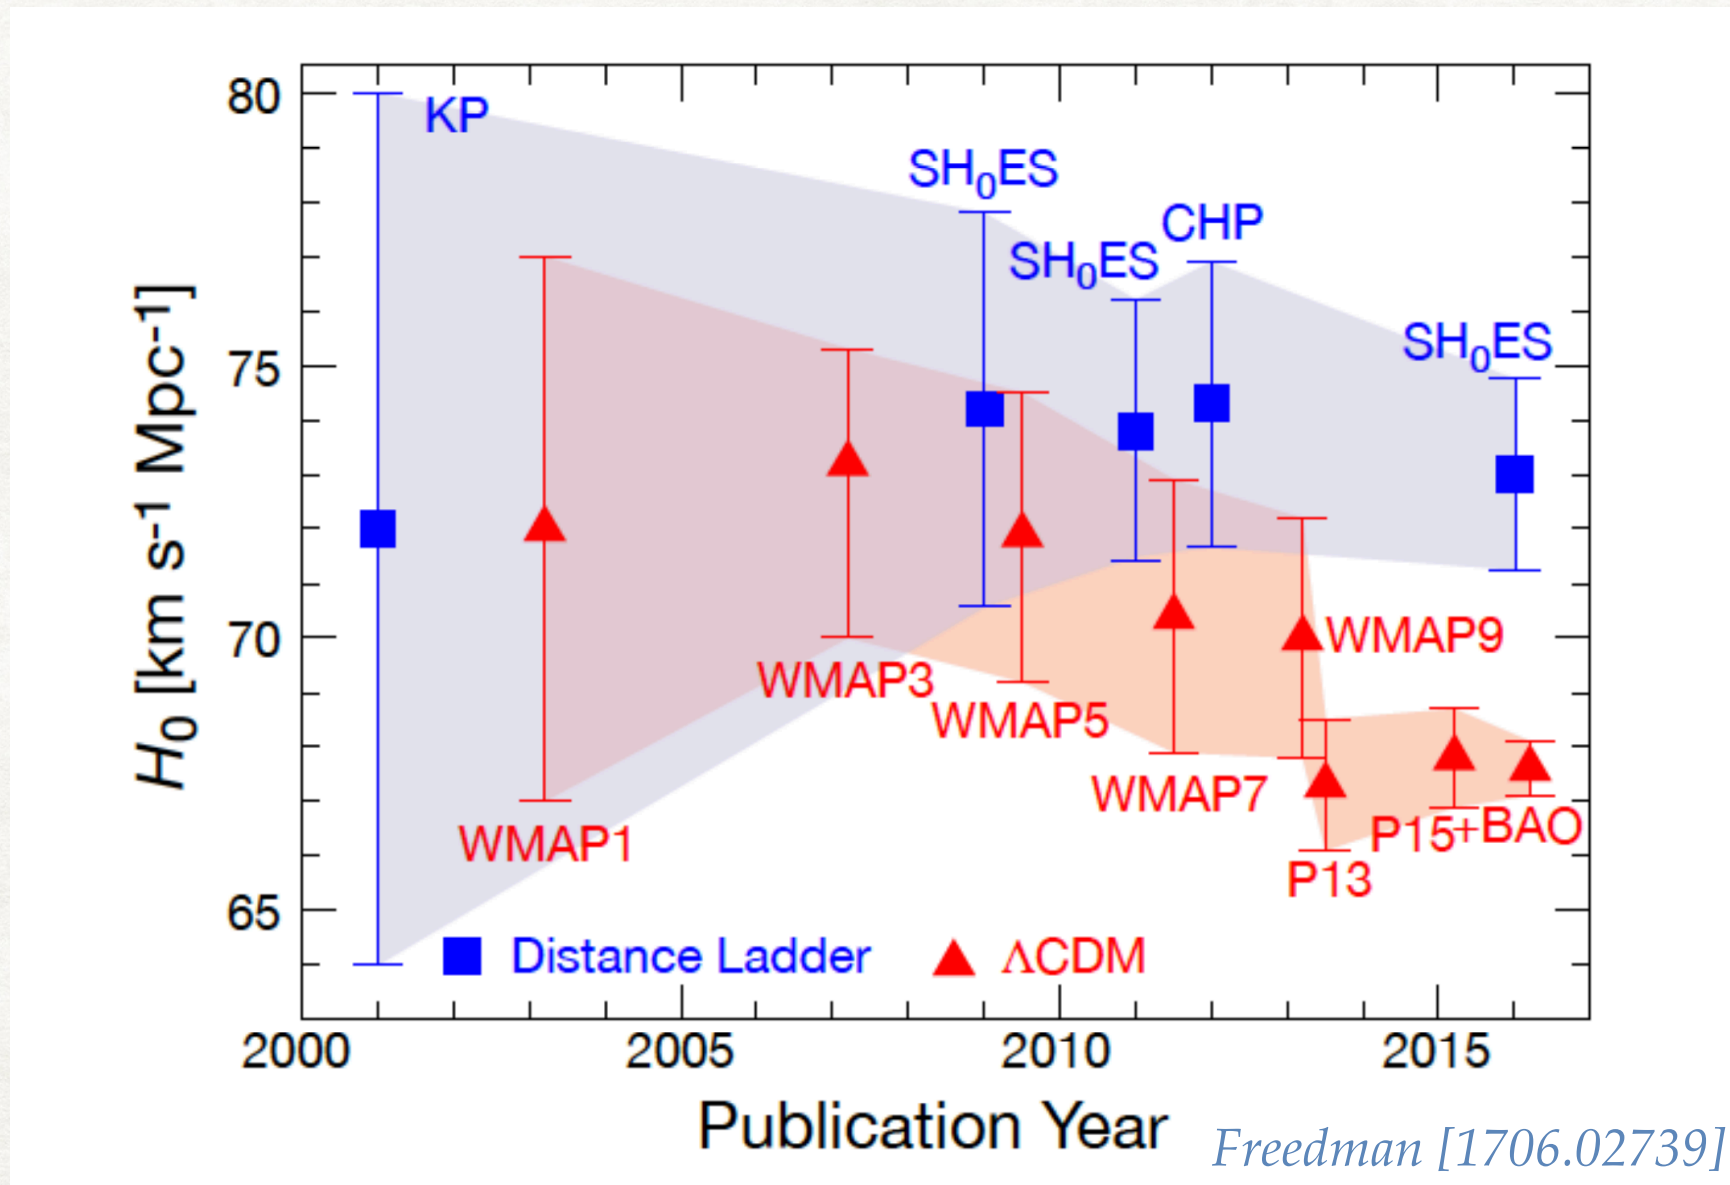 80
KP
SH₀ES
CHP
SH₀ES
SH₀ES
75
H₀ [km s⁻¹ Mpc⁻¹]
70
WMAP9
WMAP3
WMAP5
WMAP7
P15+BAO
WMAP1
P13
65
Distance Ladder
ΛCDM
2000 2005 2010 2015
Publication Year
Freedman [1706.02739]